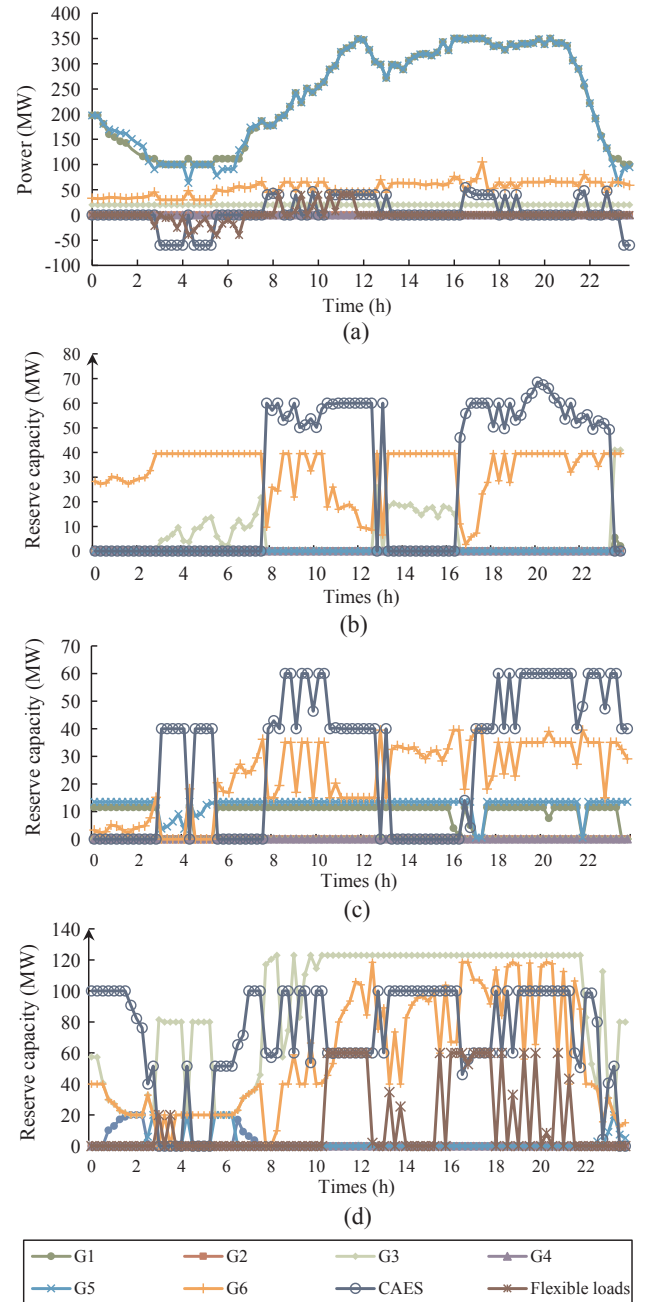 400
350
300
250
200
150
100
50
0
-50
-100
Power (MW)
0 2 4 6 8 10 12 14 16 18 20 22
Time (h)
(a)
80
70
60
50
40
30
20
10
0
Reserve capacity (MW)
0 2 4 6 8 10 12 14 16 18 20 22
Times (h)
(b)
70
60
50
40
30
20
10
0
Reserve capacity (MW)
0 2 4 6 8 10 12 14 16 18 20 22
Times (h)
(c)
140
120
100
80
60
40
20
0
Reserve capacity (MW)
0 2 4 6 8 10 12 14 16 18 20 22
Times (h)
(d)
G1 G2 G3 G4
G5 G6 CAES Flexible loads